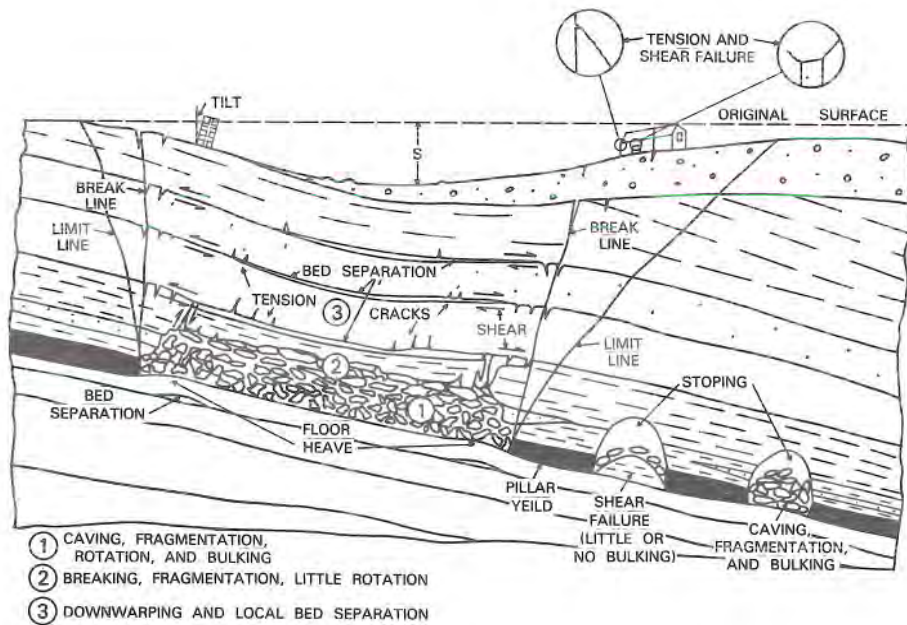 TENSION AND
SHEAR FAILURE
TILT
ORIGINAL SURFACE
S
BREAK
LINE
LIMIT
LINE
BREAK
LINE
BED SEPARATION
TENSION
3
CRACKS
SHEAR
LIMIT
LINE
2
STOPING
1
BED
SEPARATION
FLOOR
HEAVE
PILLAR
YEILD
SHEAR
FAILURE
(LITTLE OR
NO BULKING)
CAVING,
FRAGMENTATION,
AND BULKING
1 CAVING, FRAGMENTATION,
ROTATION, AND BULKING
2 BREAKING, FRAGMENTATION, LITTLE ROTATION
3 DOWNWARPING AND LOCAL BED SEPARATION